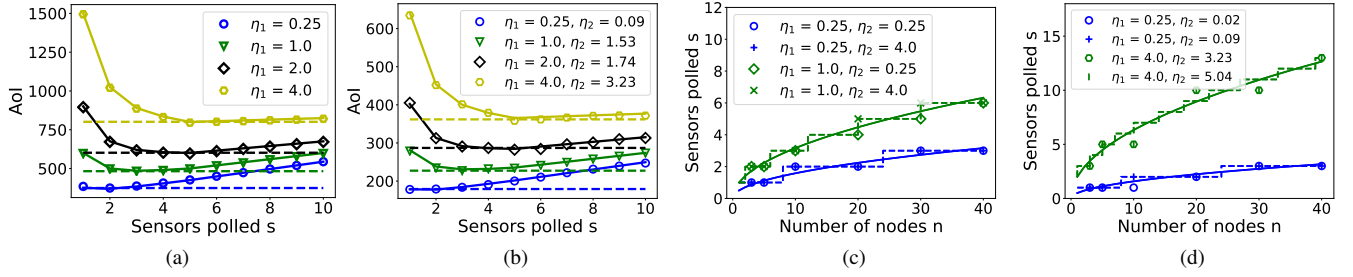 1500
1250
1000
750
500
AoI
η1 = 0.25
η1 = 1.0
η1 = 2.0
η1 = 4.0
2 4 6 8 10
Sensors polled s
(a)
600
500
400
300
200
AoI
η1 = 0.25, η2 = 0.09
η1 = 1.0, η2 = 1.53
η1 = 2.0, η2 = 1.74
η1 = 4.0, η2 = 3.23
2 4 6 8 10
Sensors polled s
(b)
12
10
8
6
4
2
0
Sensors polled s
η1 = 0.25, η2 = 0.25
η1 = 0.25, η2 = 4.0
η1 = 1.0, η2 = 0.25
η1 = 1.0, η2 = 4.0
0 10 20 30 40
Number of nodes n
(c)
15
10
5
0
Sensors polled s
η1 = 0.25, η2 = 0.02
η1 = 0.25, η2 = 0.09
η1 = 4.0, η2 = 3.23
η1 = 4.0, η2 = 5.04
0 10 20 30 40
Number of nodes n
(d)